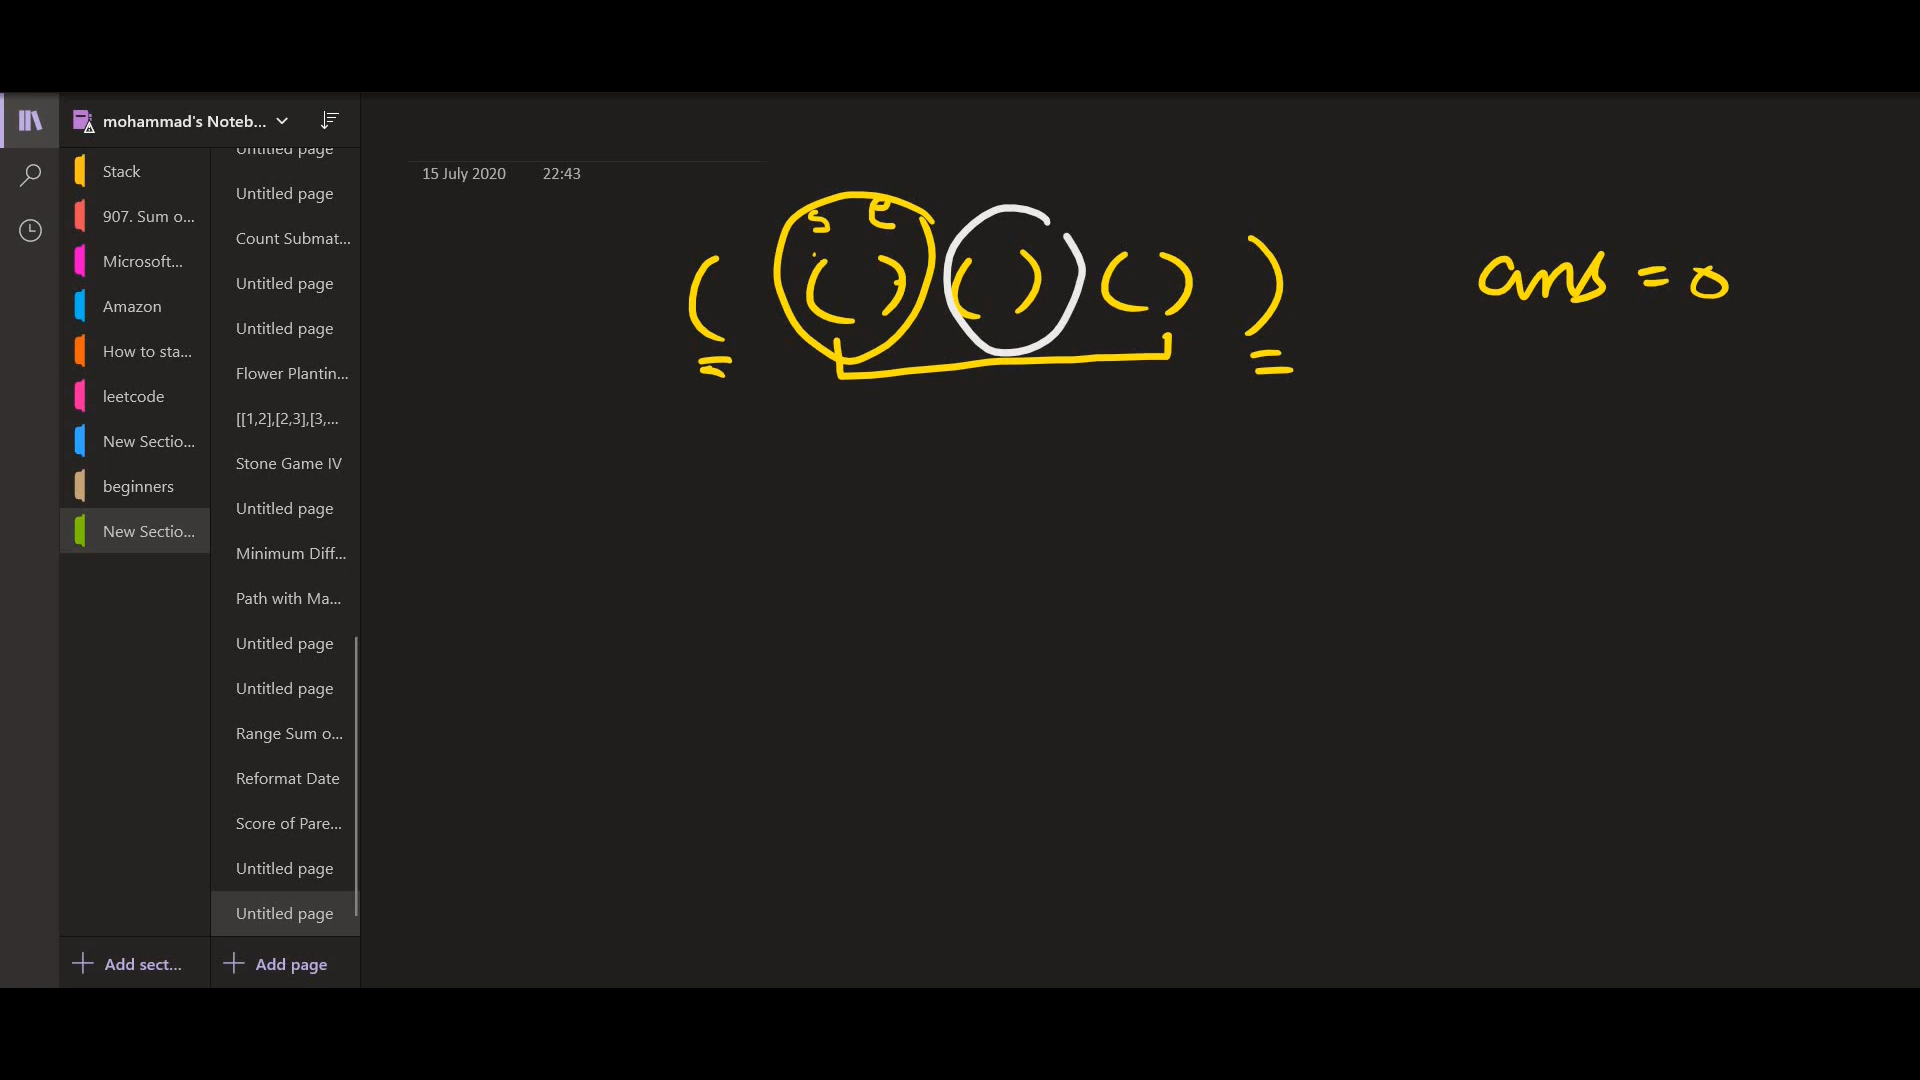 mohammad's Noteb...
Stack
907. Sum o...
Microsoft...
Amazon
How to sta...
leetcode
New Sectio...
beginners
New Sectio...
Add sect...
Untitled page
Untitled page
Count Submat...
Untitled page
Untitled page
Flower Plantin...
[[1,2],[2,3],[3,...
Stone Game IV
Untitled page
Minimum Diff...
Path with Ma...
Untitled page
Untitled page
Range Sum o...
Reformat Date
Score of Pare...
Untitled page
Untitled page
Add page
15 July 2020 22:43
s e
( ( ) ( ) ( ) ) ans = 0